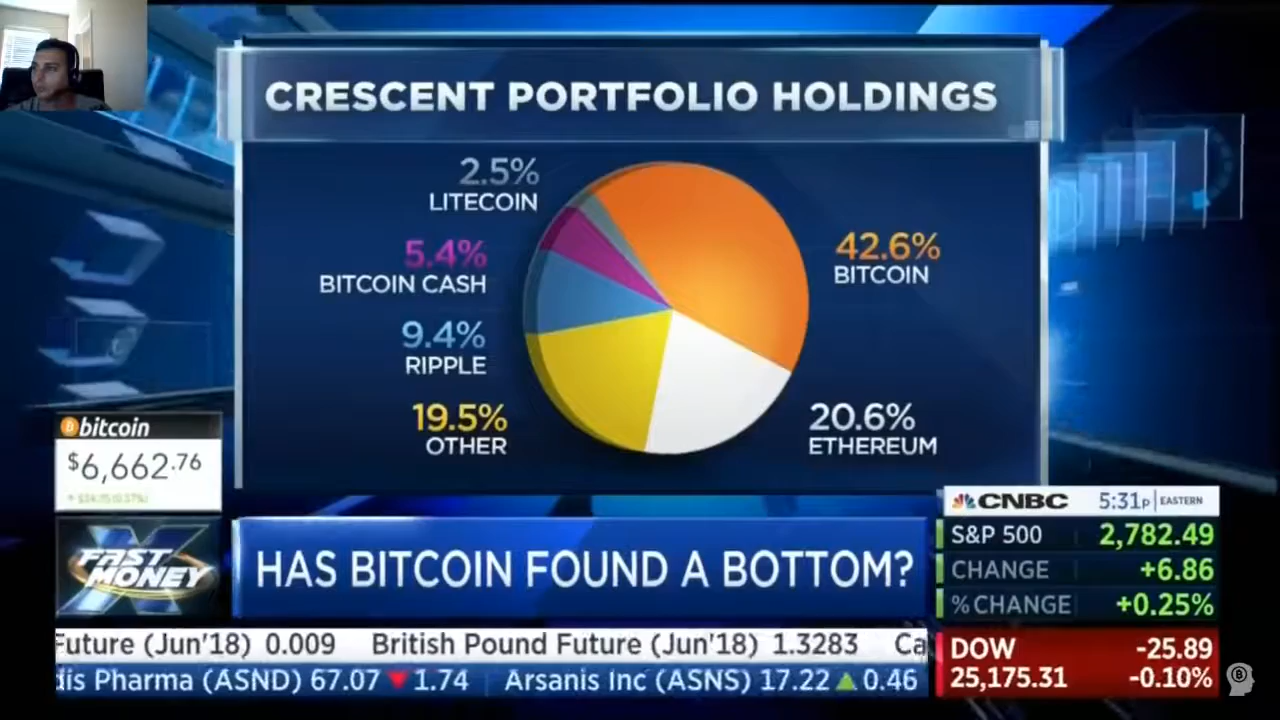 CRESCENT PORTFOLIO HOLDINGS
2.5%
LITECOIN
5.4%
BITCOIN CASH
9.4%
RIPPLE
19.5%
OTHER
42.6%
BITCOIN
20.6%
ETHEREUM
bitcoin
$6,662.76
FAST
MONEY
HAS BITCOIN FOUND A BOTTOM?
CNBC 5:31P EASTERN
S&P 500 2,782.49
CHANGE +6.86
% CHANGE +0.25%
DOW -25.89
25,175.31 -0.10%
Future (Jun'18) 0.009 British Pound Future (Jun'18) 1.3283 Ca
dis Pharma (ASND) 67.07 ▼ 1.74 Arsanis Inc (ASNS) 17.22 ▲ 0.46